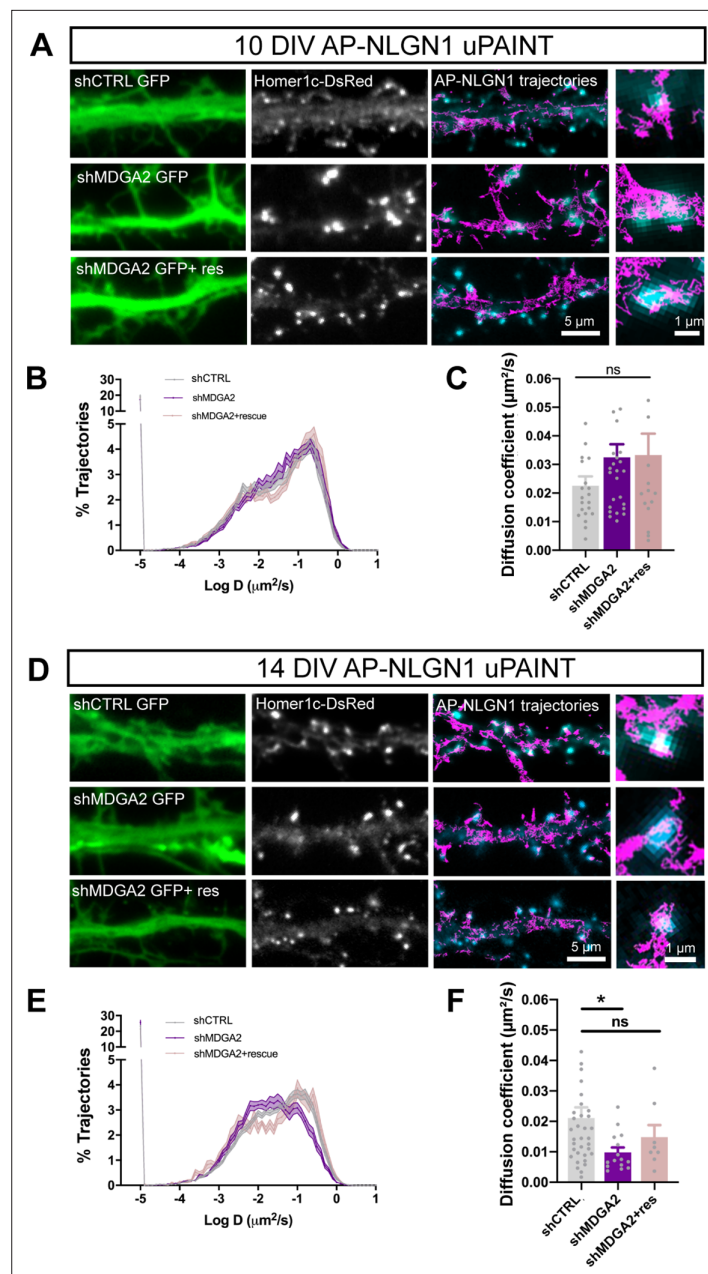 A
10 DIV AP-NLGN1 uPAINT
shCTRL GFP
Homer1c-DsRed
AP-NLGN1 trajectories
shMDGA2 GFP
shMDGA2 GFP+ res
5 µm
1 µm
B
30
20
10
5
4
3
2
1
0
% Trajectories
shCTRL
shMDGA2
shMDGA2+rescue
-5 -4 -3 -2 -1 0 1
Log D (µm²/s)
C
ns
Diffusion coefficient (µm²/s)
0.06
0.05
0.04
0.03
0.02
0.01
0.00
shCTRL
shMDGA2
shMDGA2+res
D
14 DIV AP-NLGN1 uPAINT
shCTRL GFP
Homer1c-DsRed
AP-NLGN1 trajectories
shMDGA2 GFP
shMDGA2 GFP+ res
5 µm
1 µm
E
30
20
10
5
4
3
2
1
0
% Trajectories
shCTRL
shMDGA2
shMDGA2+rescue
-5 -4 -3 -2 -1 0 1
Log D (µm²/s)
F
*
ns
Diffusion coefficient (µm²/s)
0.06
0.05
0.04
0.03
0.02
0.01
0.00
shCTRL.
shMDGA2
shMDGA2+res